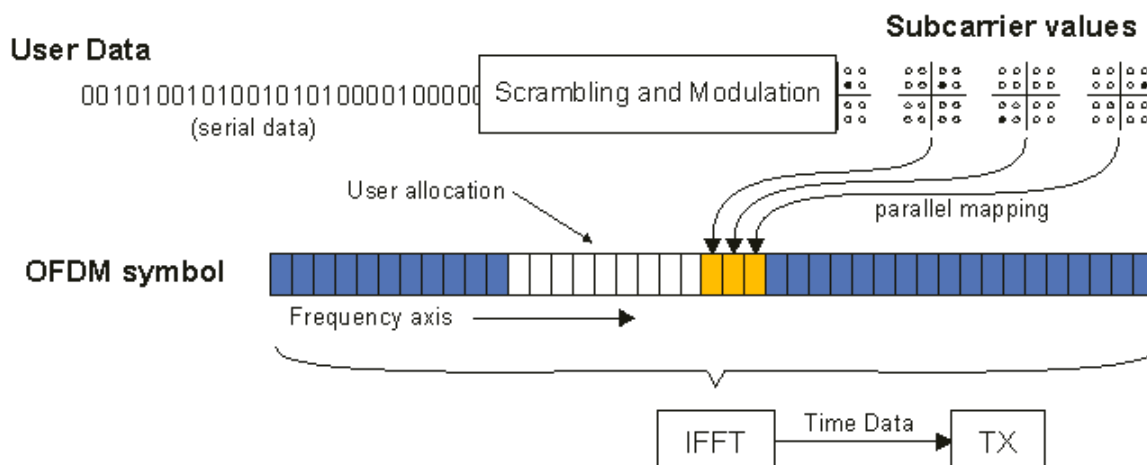 Subcarrier values
User Data
001010010100101010000100000
Scrambling and Modulation
(serial data)
User allocation
parallel mapping
OFDM symbol
Frequency axis
IFFT
Time Data
TX